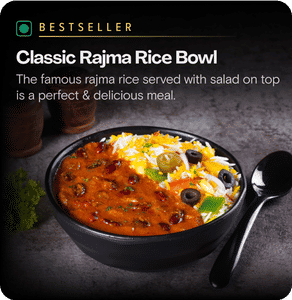 BESTSELLER
Classic Rajma Rice Bowl
The famous rajma rice served with salad on top
is a perfect & delicious meal.